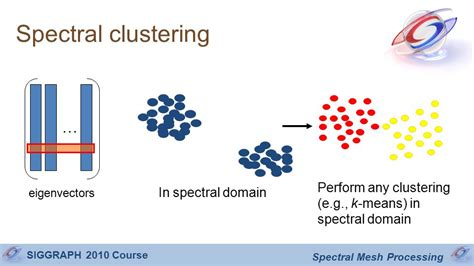 Spectral clustering
...
eigenvectors
In spectral domain
Perform any clustering
(e.g., k-means) in
spectral domain
SIGGRAPH 2010 Course
Spectral Mesh Processing